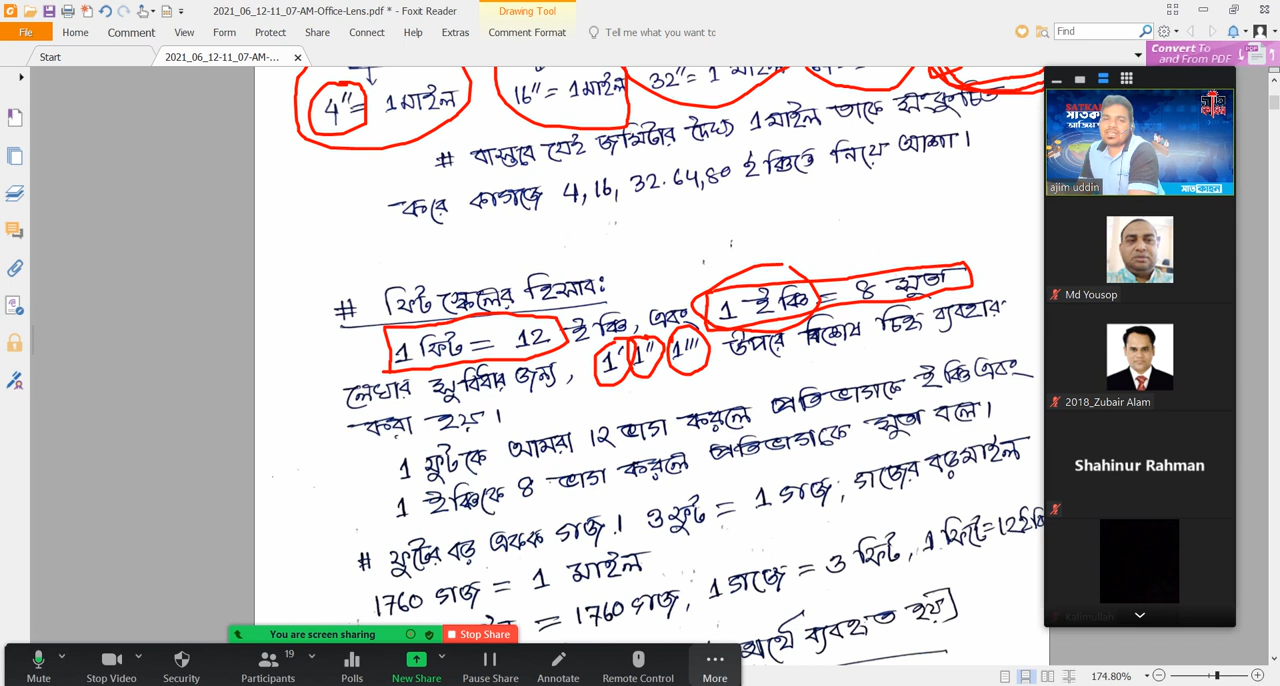 2021_06_12-11_07-AM-Office-Lens.pdf * - Foxit Reader
Drawing Tool
File Home Comment View Form Protect Share Connect Help Extras Comment Format Tell me what you want to Find
Start 2021_06_12-11_07-AM-...
Convert To and From PDF
4" = 1 মাইল 16" = 1 মাইল 32" = 1 মাইল
# বাস্তবে যেই জমিটার দৈর্ঘ্য 1 মাইল তাকে সংকুচিত
করে কাগজে 4, 16, 32. 64, 80 ইঞ্চিতে নিয়ে আসা।
# ফিট স্কেলের হিসাব:
1 ফিট = 12 ইঞ্চি, এবং 1 ইঞ্চি = 8 সুতা
লেখার সুবিধার জন্য, 1' 1" 1''' উপরে বিশেষ চিহ্ন ব্যবহার
করা হয়।
1 ফুটকে আমরা 12 ভাগ করলে প্রতিভাগকে ইঞ্চি এবং
1 ইঞ্চিকে 8 ভাগ করলে প্রতিভাগকে সুতা বলে।
# ফুটের বড় একক গজ। 3 ফুট = 1 গজ, গজের বড় মাইল
1760 গজ = 1 মাইল
= 1760 গজ, 1 গজে = 3 ফিট, 1 ফিটে = 12 ইঞ্চি
অর্থে ব্যবহৃত হয়]
ajim uddin
সাত কাহন
Md Yousop
2018_Zubair Alam
Shahinur Rahman
Kalimullah
You are screen sharing Stop Share
Mute Stop Video Security Participants 19 Polls New Share Pause Share Annotate Remote Control More
174.80%